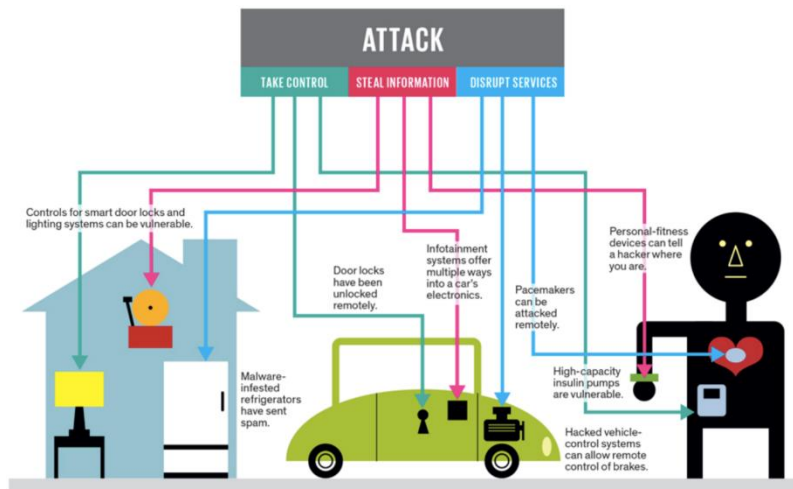 ATTACK
TAKE CONTROL
STEAL INFORMATION
DISRUPT SERVICES
Controls for smart door locks and
lighting systems can be vulnerable.
Door locks
have been
unlocked
remotely.
Infotainment
systems offer
multiple ways
into a car's
electronics.
Pacemakers
can be
attacked
remotely.
Personal-fitness
devices can tell
a hacker where
you are.
Malware-
infested
refrigerators
have sent
spam.
High-capacity
insulin pumps
are vulnerable.
Hacked vehicle-
control systems
can allow remote
control of brakes.